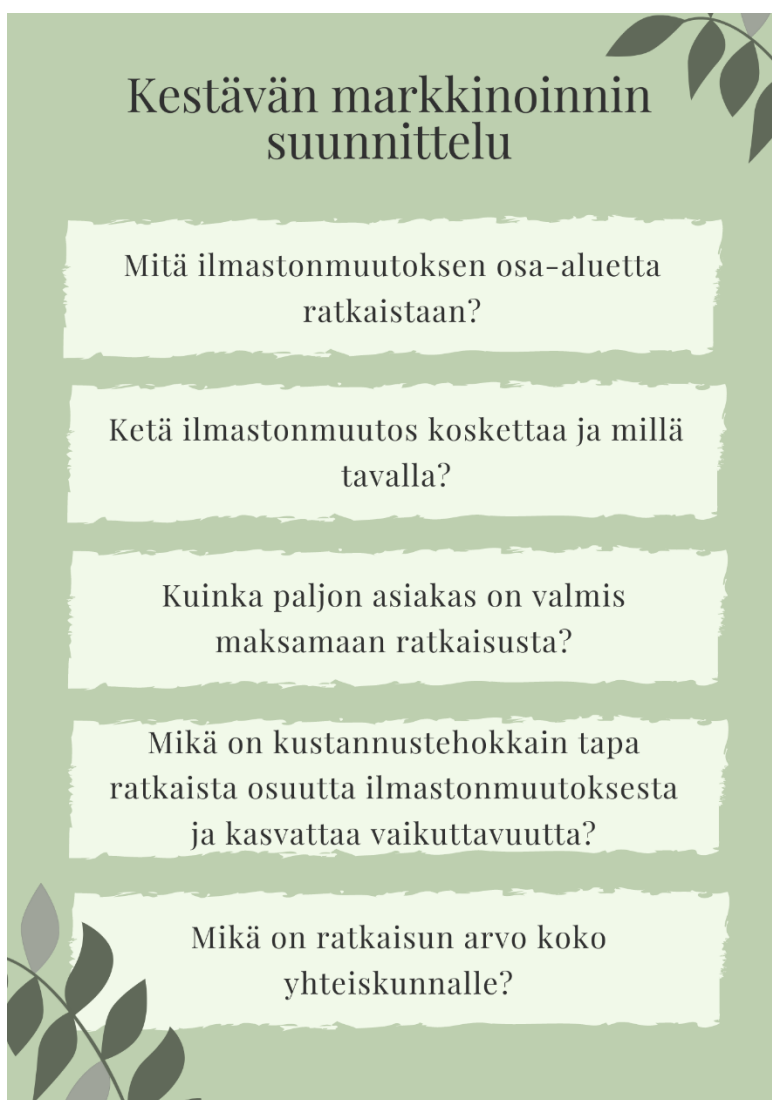 Kestävän markkinoinnin
suunnittelu
Mitä ilmastonmuutoksen osa-aluetta
ratkaistaan?
Ketä ilmastonmuutos koskettaa ja millä
tavalla?
Kuinka paljon asiakas on valmis
maksamaan ratkaisusta?
Mikä on kustannustehokkain tapa
ratkaista osuutta ilmastonmuutoksesta
ja kasvattaa vaikuttavuutta?
Mikä on ratkaisun arvo koko
yhteiskunnalle?